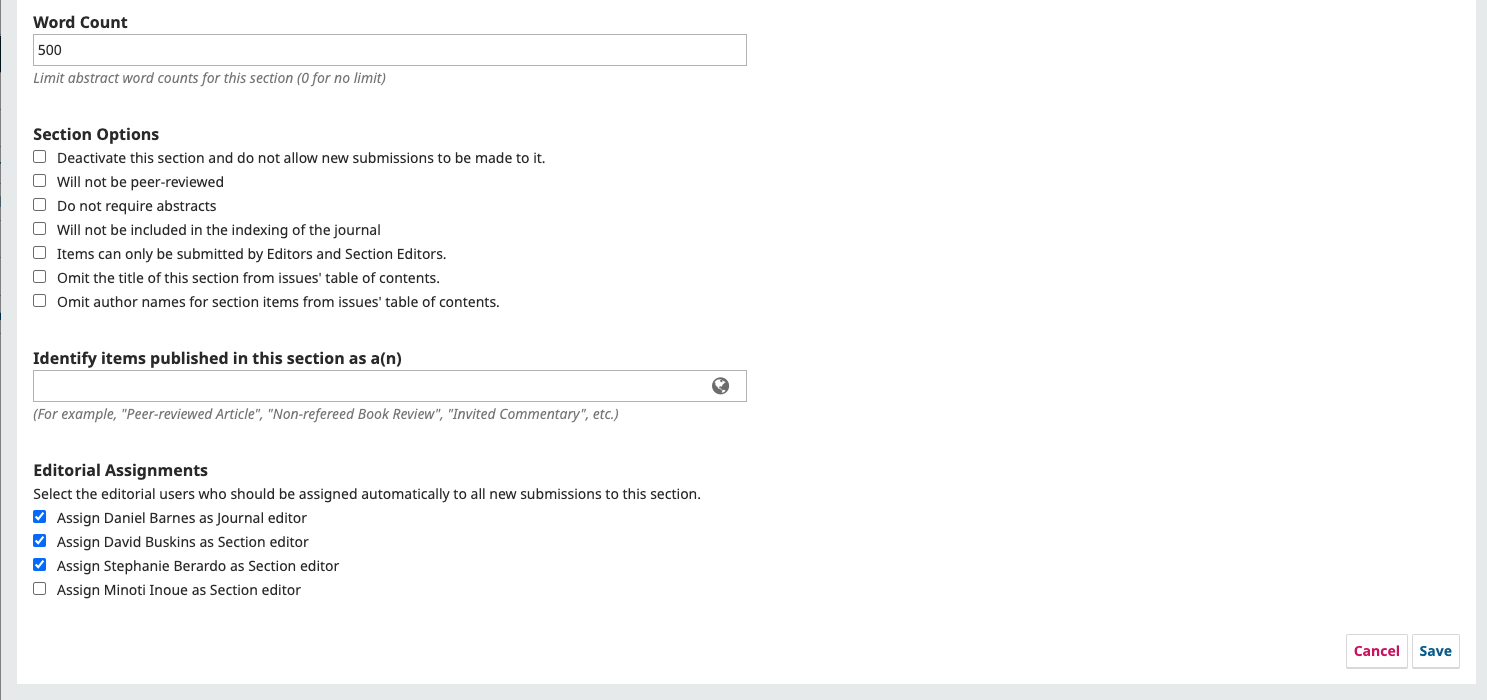 Word Count
500
Limit abstract word counts for this section (0 for no limit)
Section Options
Deactivate this section and do not allow new submissions to be made to it.
Will not be peer-reviewed
Do not require abstracts
Will not be included in the indexing of the journal
Items can only be submitted by Editors and Section Editors.
Omit the title of this section from issues' table of contents.
Omit author names for section items from issues' table of contents.
Identify items published in this section as a(n)
(For example, "Peer-reviewed Article", "Non-refereed Book Review", "Invited Commentary", etc.)
Editorial Assignments
Select the editorial users who should be assigned automatically to all new submissions to this section.
Assign Daniel Barnes as Journal editor
Assign David Buskins as Section editor
Assign Stephanie Berardo as Section editor
Assign Minoti Inoue as Section editor
Cancel Save